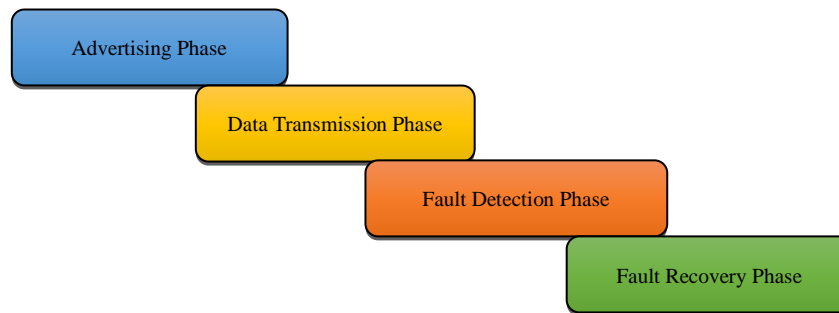 Advertising Phase
Data Transmission Phase
Fault Detection Phase
Fault Recovery Phase